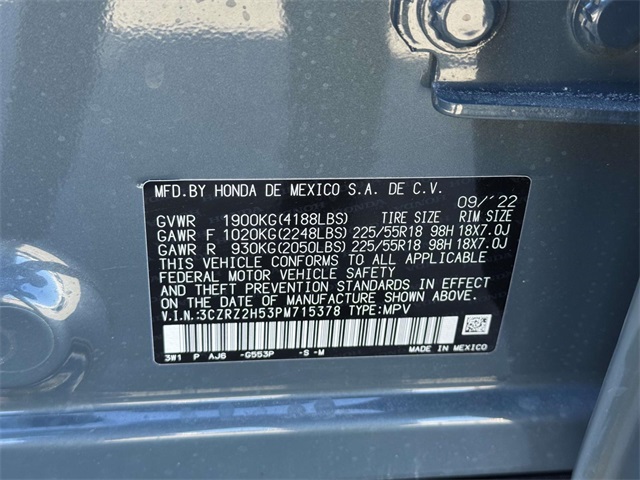 MFD.BY HONDA DE MEXICO S.A. DE C.V.
09/'22
GVWR 1900KG(4188LBS) TIRE SIZE RIM SIZE
GAWR F 1020KG(2248LBS) 225/55R18 98H 18X7.0J
GAWR R 930KG(2050LBS) 225/55R18 98H 18X7.0J
THIS VEHICLE CONFORMS TO ALL APPLICABLE
FEDERAL MOTOR VEHICLE SAFETY
AND THEFT PREVENTION STANDARDS IN EFFECT
ON THE DATE OF MANUFACTURE SHOWN ABOVE.
V.I.N.:3CZRZ2H53PM715378 TYPE:MPV
3W1 P AJ6 -G553P -S-M MADE IN MEXICO